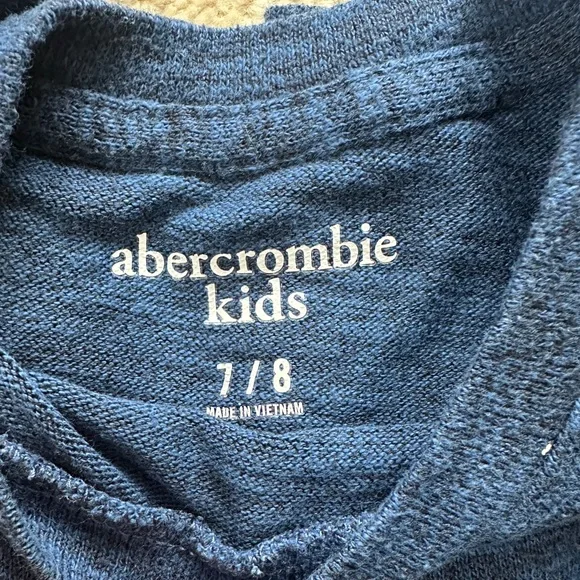 abercrombie
kids
7 / 8
MADE IN VIETNAM